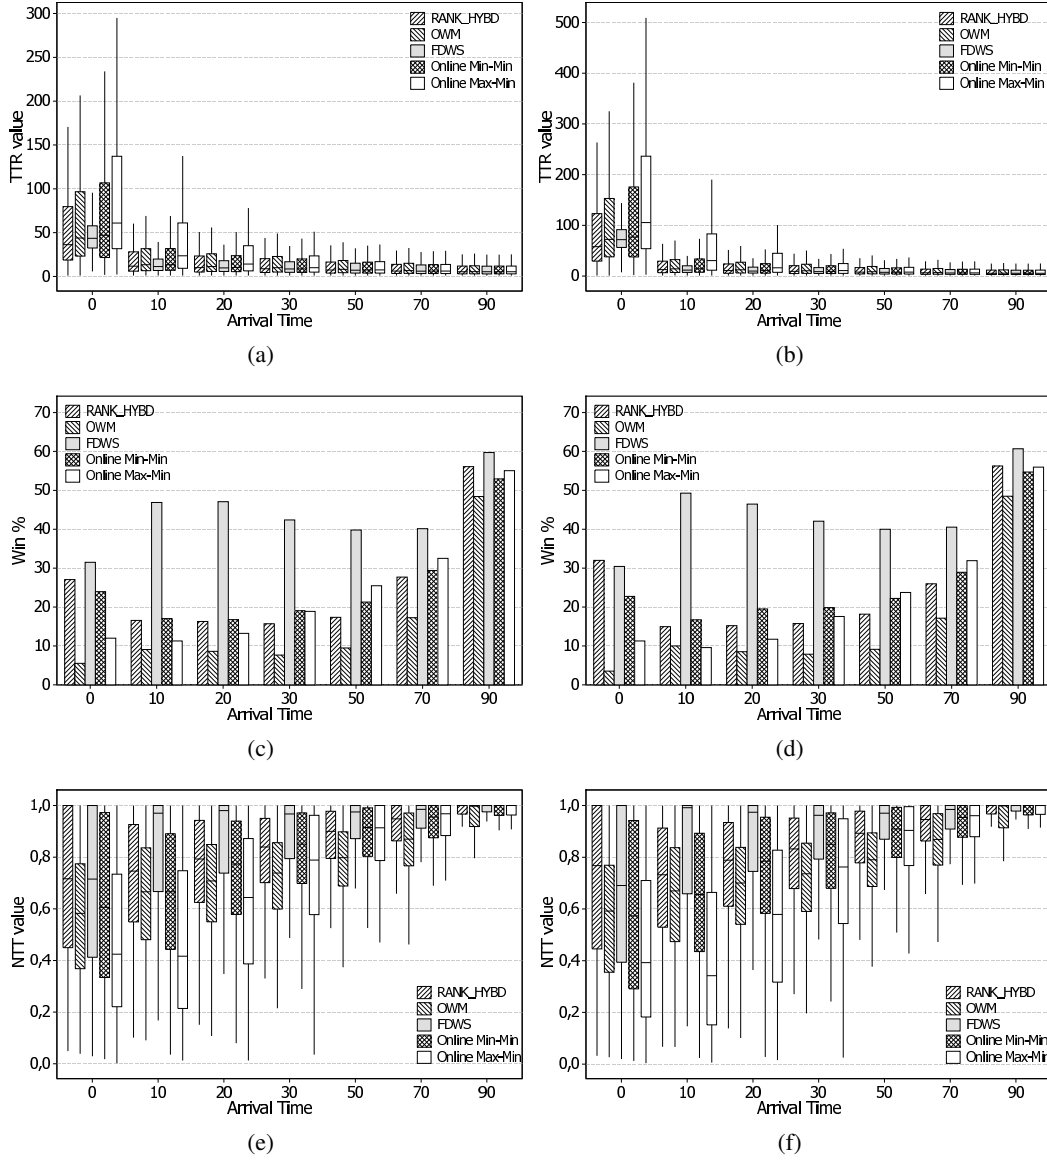 300
250
200
150
100
50
0
TTR value
RANK_HYBD
OWM
FDWS
Online Min-Min
Online Max-Min
0 10 20 30 50 70 90
Arrival Time
(a)
500
400
300
200
100
0
TTR value
RANK_HYBD
OWM
FDWS
Online Min-Min
Online Max-Min
0 10 20 30 50 70 90
Arrival Time
(b)
70
60
50
40
30
20
10
0
Win %
RANK_HYBD
OWM
FDWS
Online Min-Min
Online Max-Min
0 10 20 30 50 70 90
Arrival Time
(c)
70
60
50
40
30
20
10
0
Win %
RANK_HYBD
OWM
FDWS
Online Min-Min
Online Max-Min
0 10 20 30 50 70 90
Arrival Time
(d)
1,0
0,8
0,6
0,4
0,2
0,0
NTT value
RANK_HYBD
OWM
FDWS
Online Min-Min
Online Max-Min
0 10 20 30 50 70 90
Arrival Time
(e)
1,0
0,8
0,6
0,4
0,2
0,0
NTT value
RANK_HYBD
OWM
FDWS
Online Min-Min
Online Max-Min
0 10 20 30 50 70 90
Arrival Time
(f)